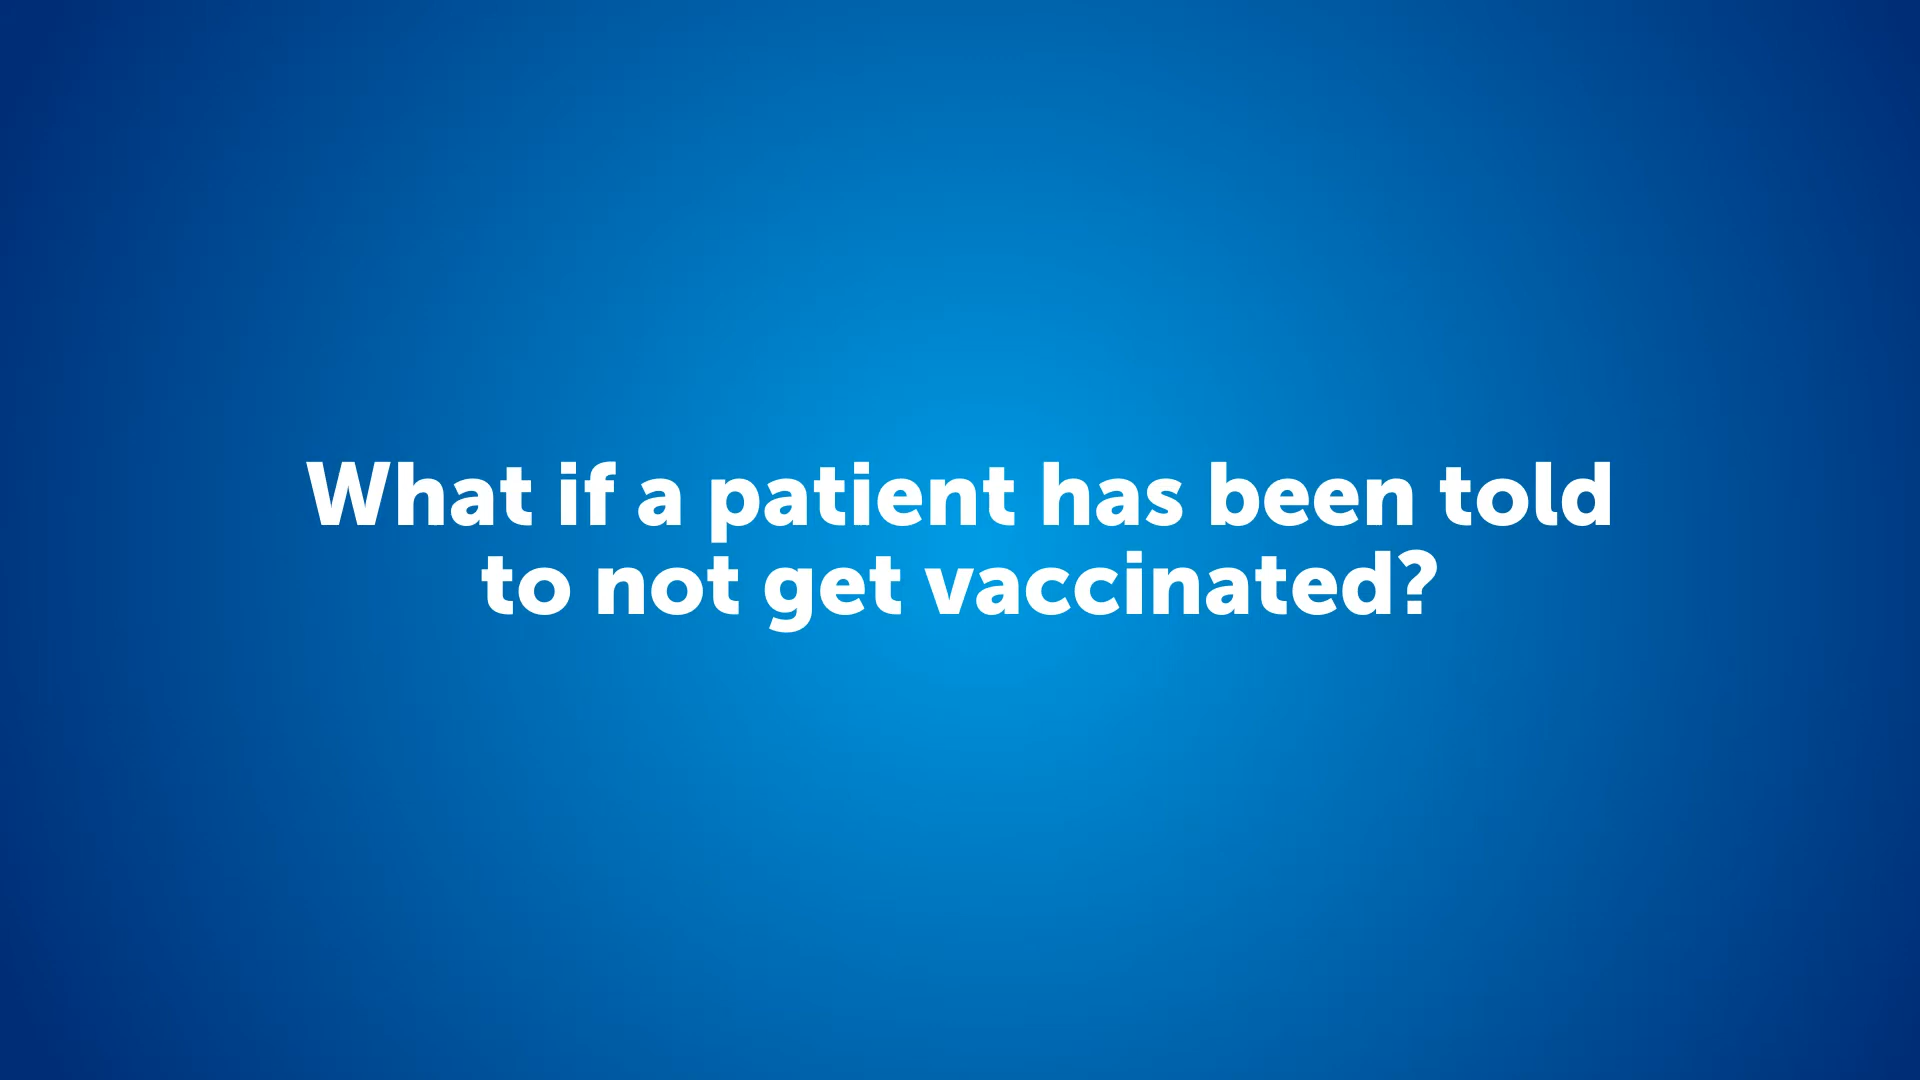 What if a patient has been told
to not get vaccinated?